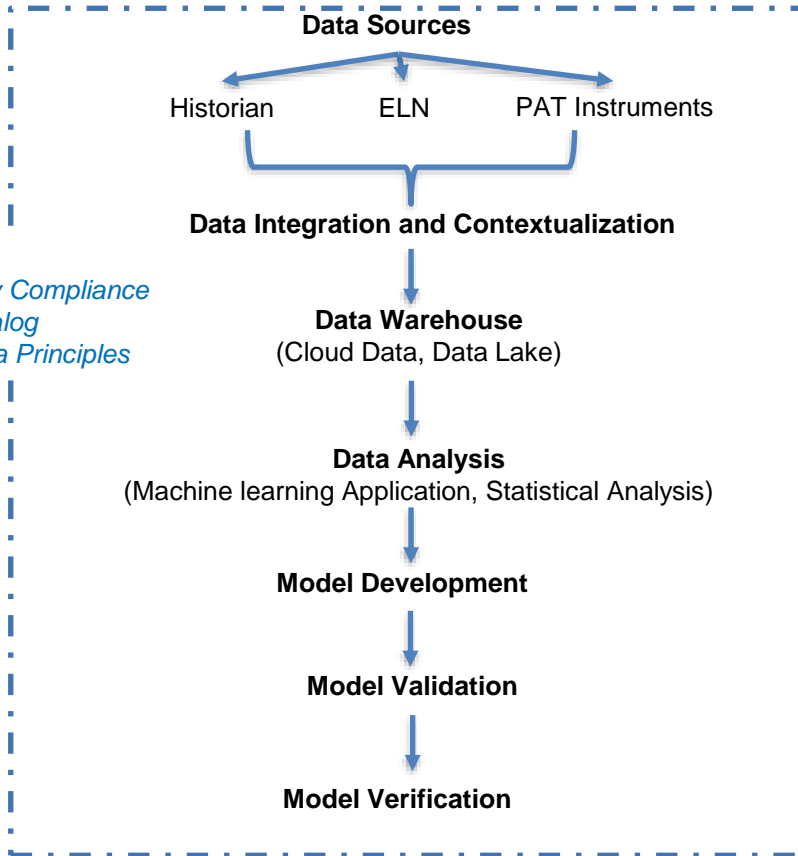 Data Sources
Historian ELN PAT Instruments
Data Integration and Contextualization
Compliance
Data Warehouse
(Cloud Data, Data Lake)
Principles
Data Analysis
(Machine learning Application, Statistical Analysis)
Model Development
Model Validation
Model Verification